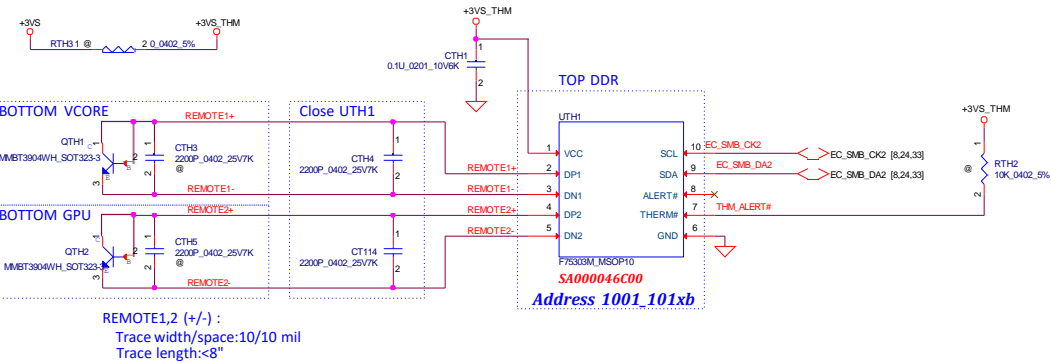 +3VS
+3VS_THM
RTH3 1 @ 2 0_0402_5%
+3VS_THM
CTH1
0.1U_0201_10V6K
1
2
TOP DDR
+3VS_THM
BOTTOM VCORE
REMOTE1+
Close UTH1
QTH1
MMBT3904WH_SOT323-3
C
B
E
1
2
3
CTH3
2200P_0402_25V7K
@
1
2
CTH4
2200P_0402_25V7K
1
2
REMOTE1-
UTH1
REMOTE1+
REMOTE1-
REMOTE2+
REMOTE2-
1 VCC
2 DP1
3 DN1
4 DP2
5 DN2
SCL 10 EC_SMB_CK2
SDA 9 EC_SMB_DA2
ALERT# 8
THERM# 7 THM_ALERT#
GND 6
EC_SMB_CK2 [8,24,33]
EC_SMB_DA2 [8,24,33]
1
@
RTH2
10K_0402_5%
2
BOTTOM GPU
REMOTE2+
QTH2
MMBT3904WH_SOT323-3
C
B
E
1
2
3
CTH5
2200P_0402_25V7K
@
1
2
CT114
2200P_0402_25V7K
1
2
REMOTE2-
F75303M_MSOP10
SA000046C00
Address 1001_101xb
REMOTE1,2 (+/-) :
Trace width/space:10/10 mil
Trace length:<8"